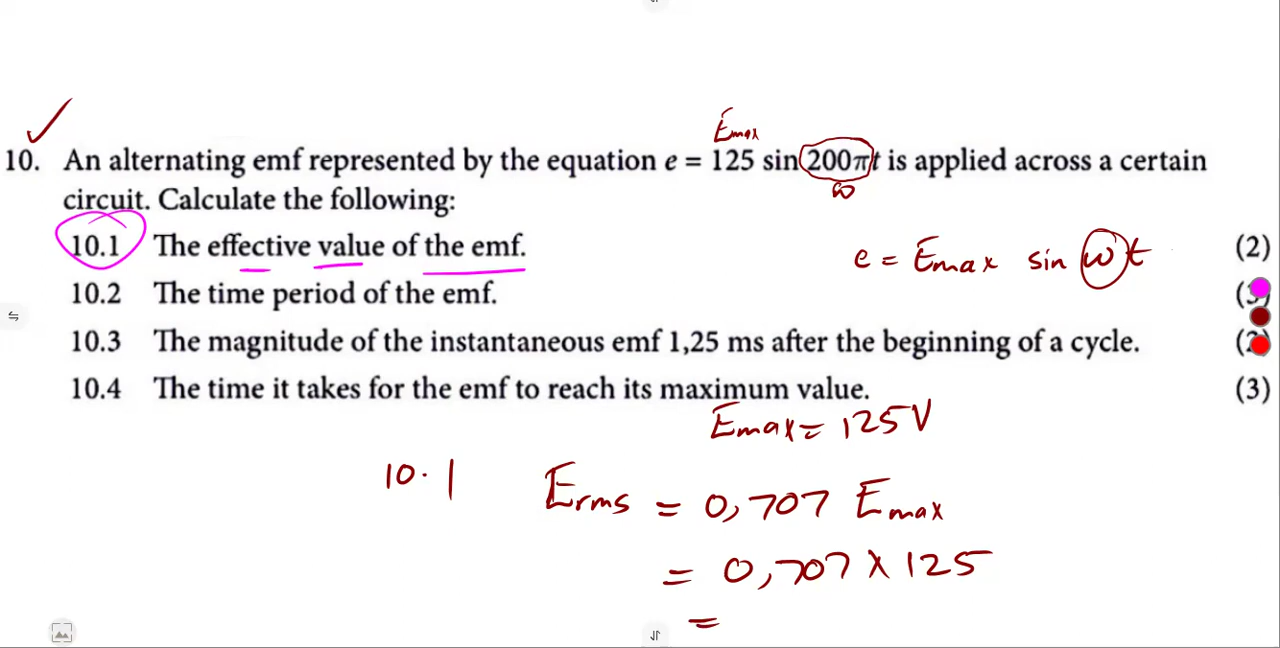 Emax
10. An alternating emf represented by the equation e = 125 sin 200πt is applied across a certain
ω
circuit. Calculate the following:
10.1 The effective value of the emf. (2)
e = Emax sin ωt
10.2 The time period of the emf.
10.3 The magnitude of the instantaneous emf 1,25 ms after the beginning of a cycle.
10.4 The time it takes for the emf to reach its maximum value. (3)
Emax = 125V
10.1 Erms = 0,707 Emax
= 0,707 × 125
=